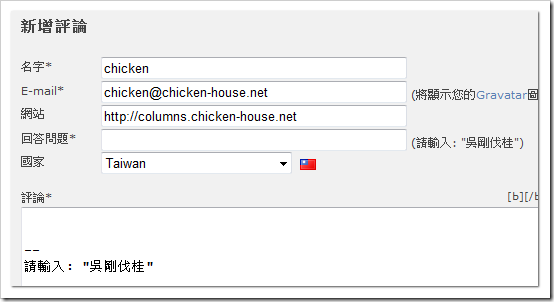 新增評論
名字* chicken
E-mail* chicken@chicken-house.net (將顯示您的Gravatar圖
網站 http://columns.chicken-house.net
回答問題* (請輸入: "吳剛伐桂")
國家 Taiwan
評論* [b][/b
--
請輸入: "吳剛伐桂"